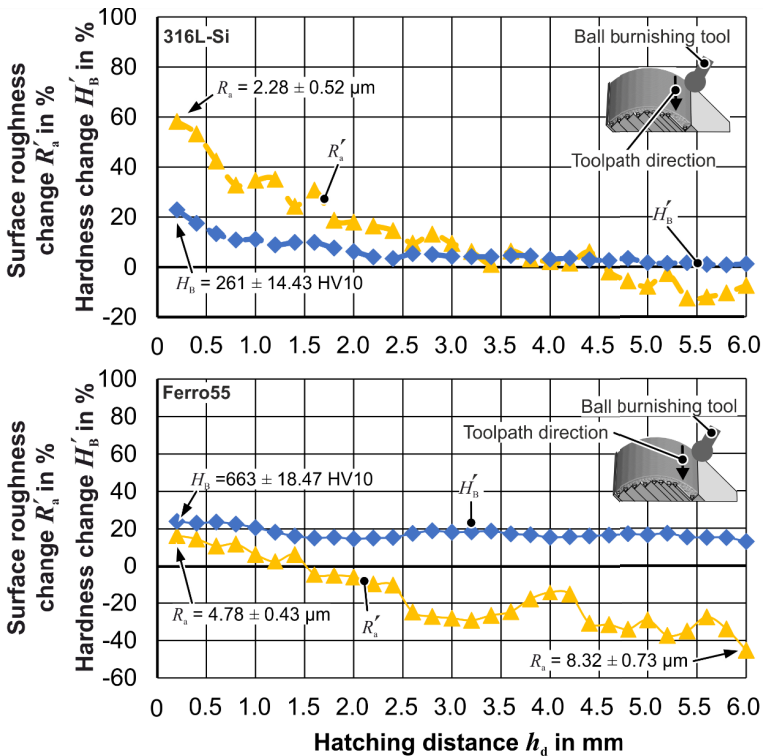 316L-Si
Surface roughness
change R′a in %
Hardness change H′B in %
100
80
60
40
20
0
-20
Ra = 2.28 ± 0.52 µm
R′a
HB = 261 ± 14.43 HV10
Ball burnishing tool
Toolpath direction
H′B
0 0.5 1.0 1.5 2.0 2.5 3.0 3.5 4.0 4.5 5.0 5.5 6.0
Ferro55
Surface roughness
change R′a in %
Hardness change H′B in %
100
80
60
40
20
0
-20
-40
-60
Ball burnishing tool
Toolpath direction
HB =663 ± 18.47 HV10
H′B
Ra = 4.78 ± 0.43 µm
R′a
Ra = 8.32 ± 0.73 µm
0 0.5 1.0 1.5 2.0 2.5 3.0 3.5 4.0 4.5 5.0 5.5 6.0
Hatching distance hd in mm